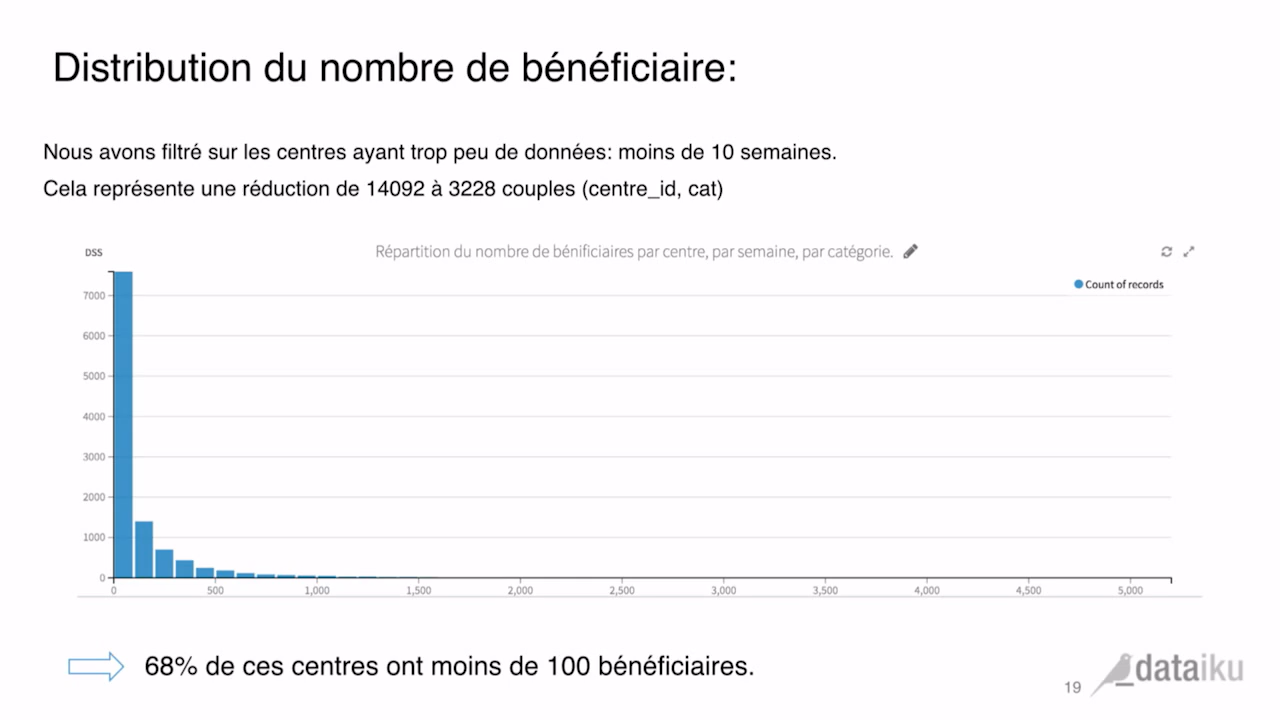 Distribution du nombre de bénéficiaire:
Nous avons filtré sur les centres ayant trop peu de données: moins de 10 semaines.
Cela représente une réduction de 14092 à 3228 couples (centre_id, cat)
DSS
Répartition du nombre de bénificiaires par centre, par semaine, par catégorie.
Count of records
7000
6000
5000
4000
3000
2000
1000
0
0 500 1,000 1,500 2,000 2,500 3,000 3,500 4,000 4,500 5,000
68% de ces centres ont moins de 100 bénéficiaires.
19
dataiku